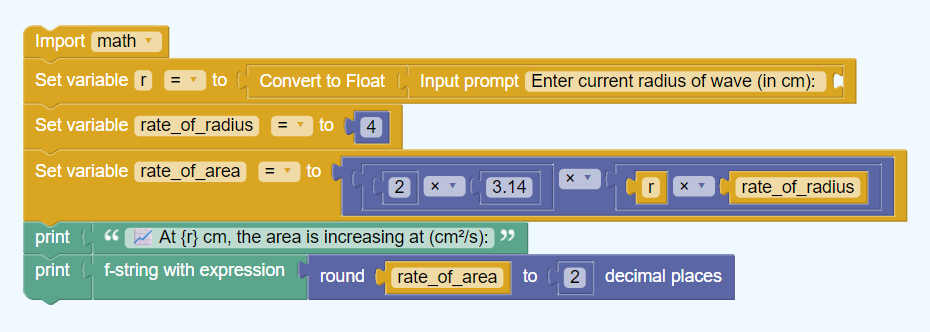 Import math
Set variable r = to Convert to Float Input prompt Enter current radius of wave (in cm):
Set variable rate_of_radius = to 4
Set variable rate_of_area = to 2 × 3.14 × r × rate_of_radius
print “ 📈 At {r} cm, the area is increasing at (cm²/s): ”
print f-string with expression round rate_of_area to 2 decimal places